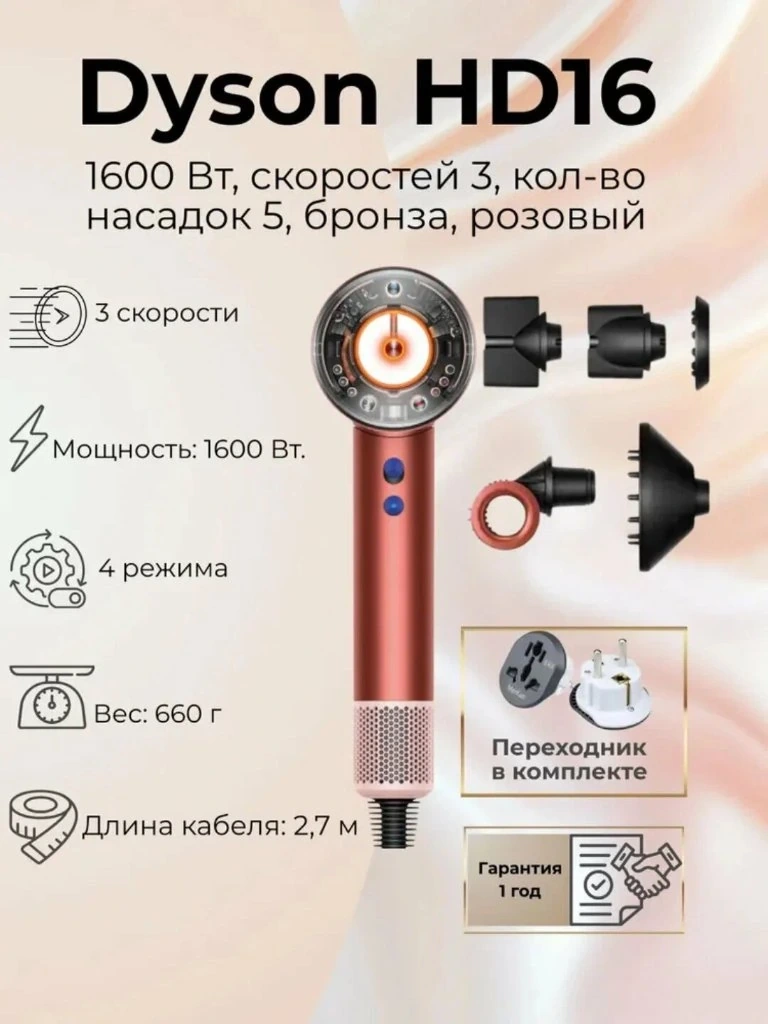 Dyson HD16
1600 Вт, скоростей 3, кол-во
насадок 5, бронза, розовый
3 скорости
Мощность: 1600 Вт.
4 режима
Вес: 660 г
Длина кабеля: 2,7 м
Переходник
в комплекте
Гарантия
1 год